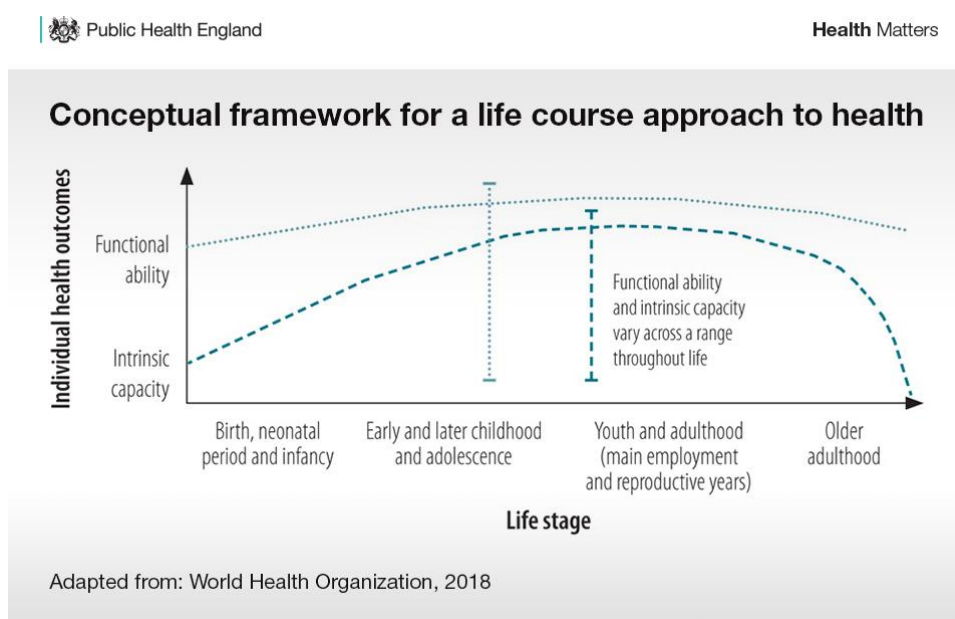 Public Health England
Health Matters
Conceptual framework for a life course approach to health
Individual health outcomes
Functional
ability
Intrinsic
capacity
Functional ability
and intrinsic capacity
vary across a range
throughout life
Birth, neonatal
period and infancy
Early and later childhood
and adolescence
Youth and adulthood
(main employment
and reproductive years)
Older
adulthood
Life stage
Adapted from: World Health Organization, 2018